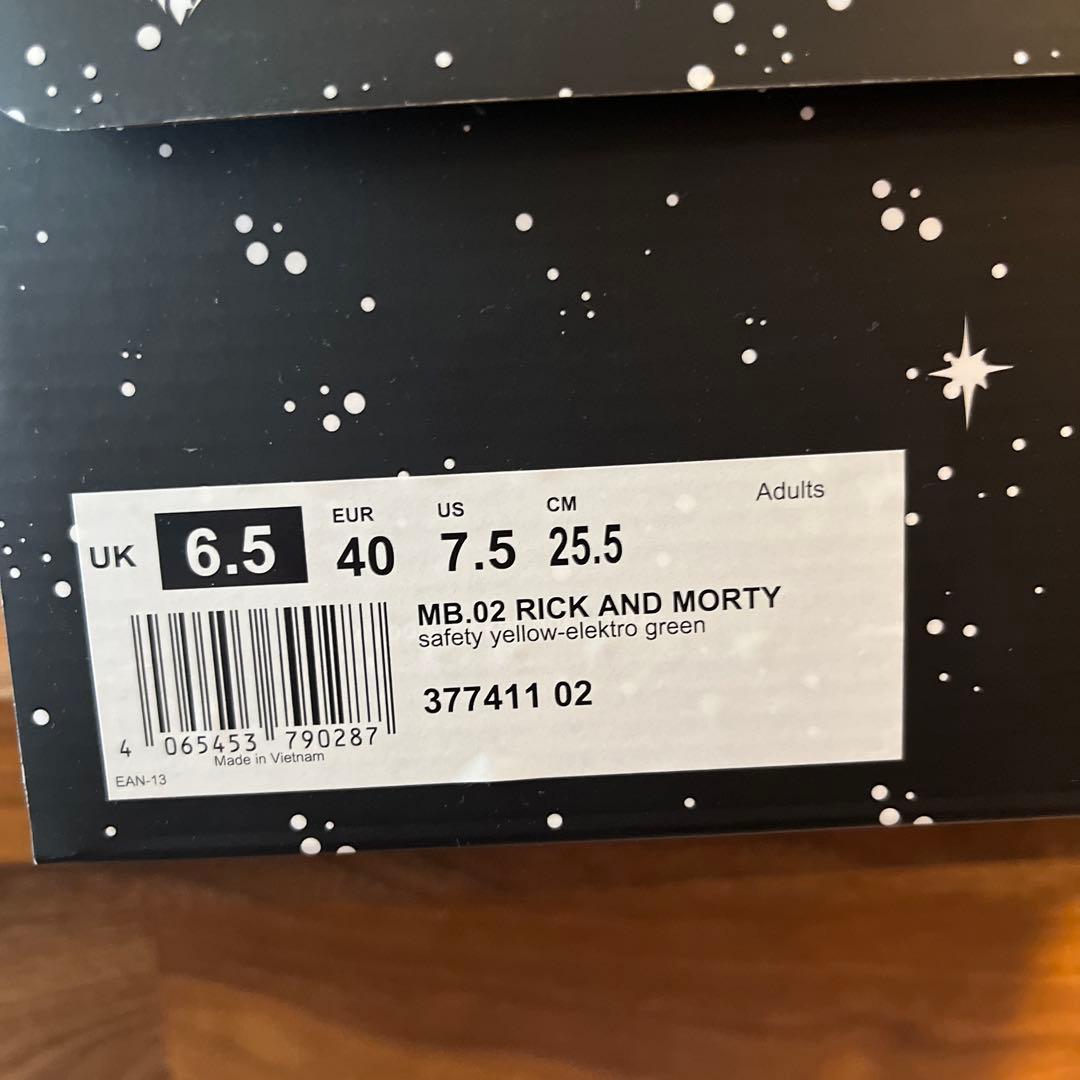 Adults
UK 6.5 EUR 40 US 7.5 CM 25.5
MB.02 RICK AND MORTY
safety yellow-elektro green
377411 02
4 065453 790287
Made in Vietnam
EAN-13